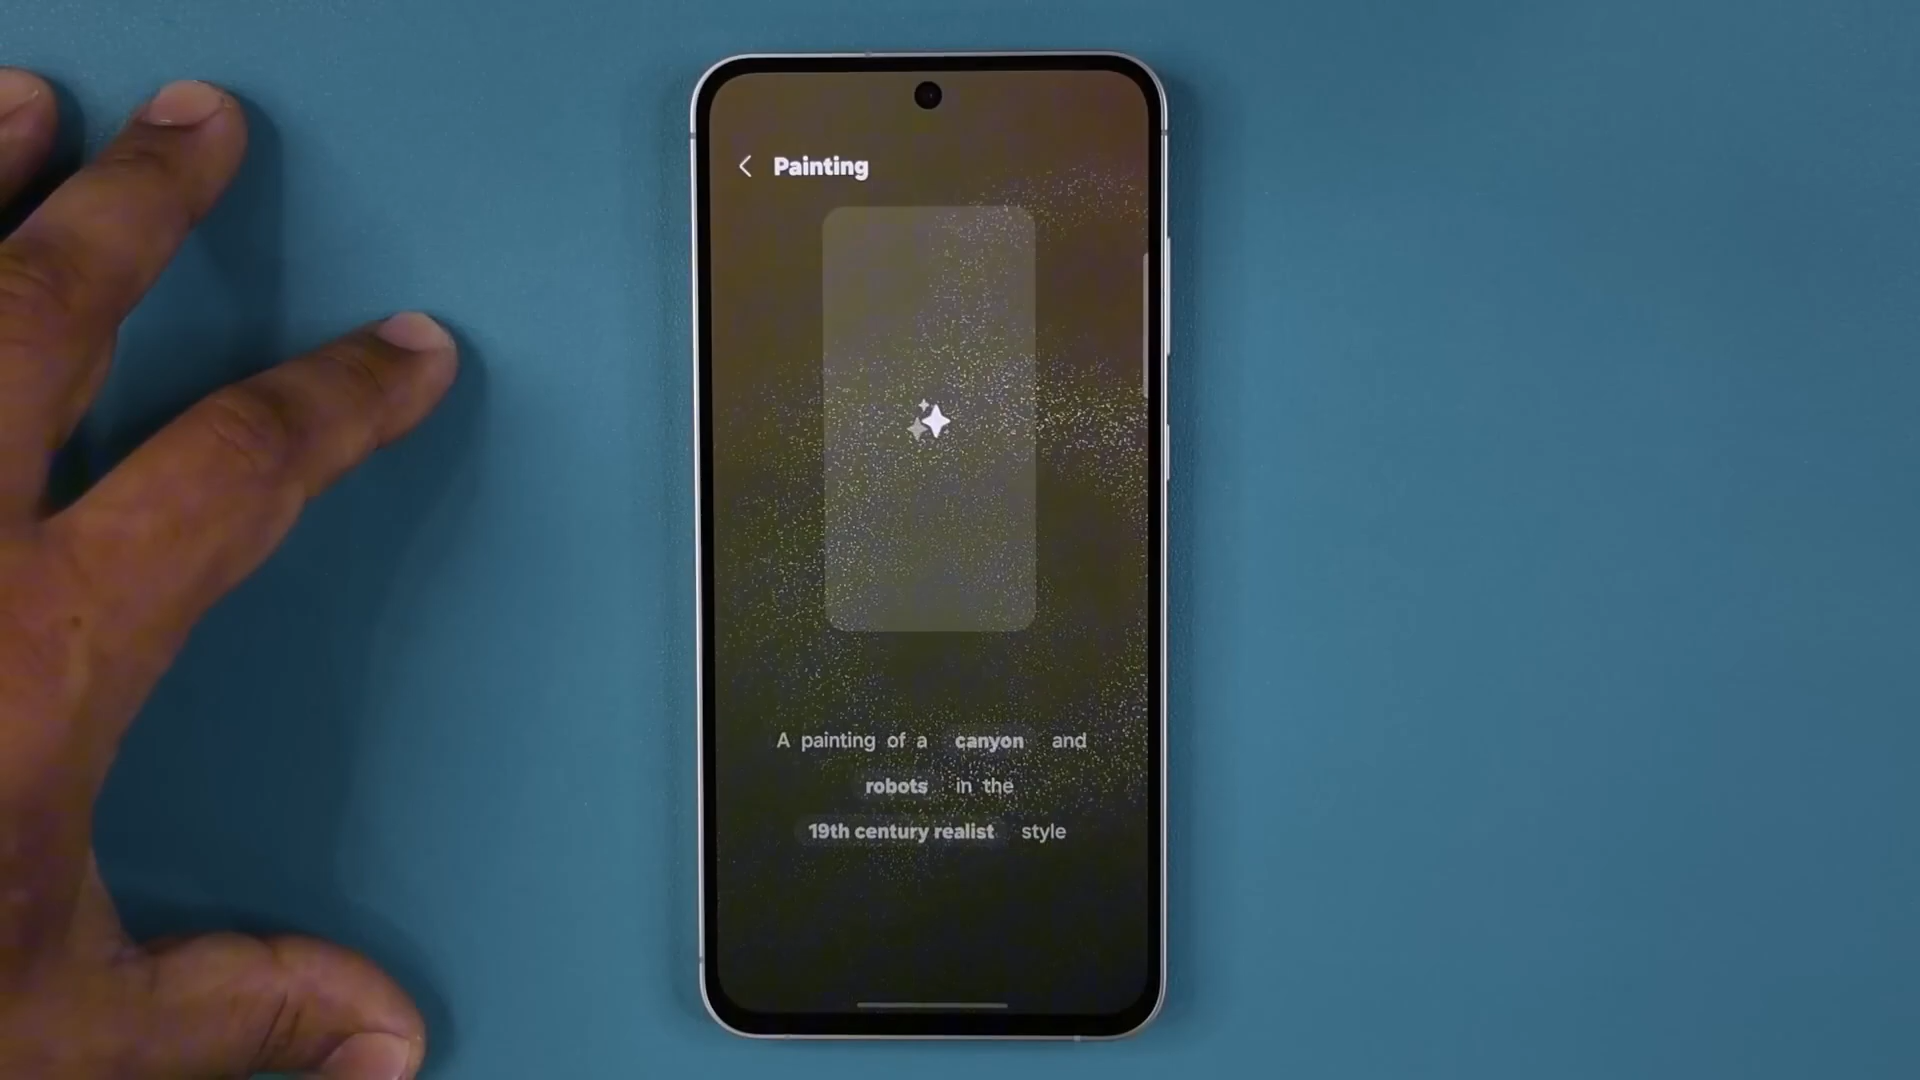 Painting
A painting of a canyon and
robots in the
19th century realist style